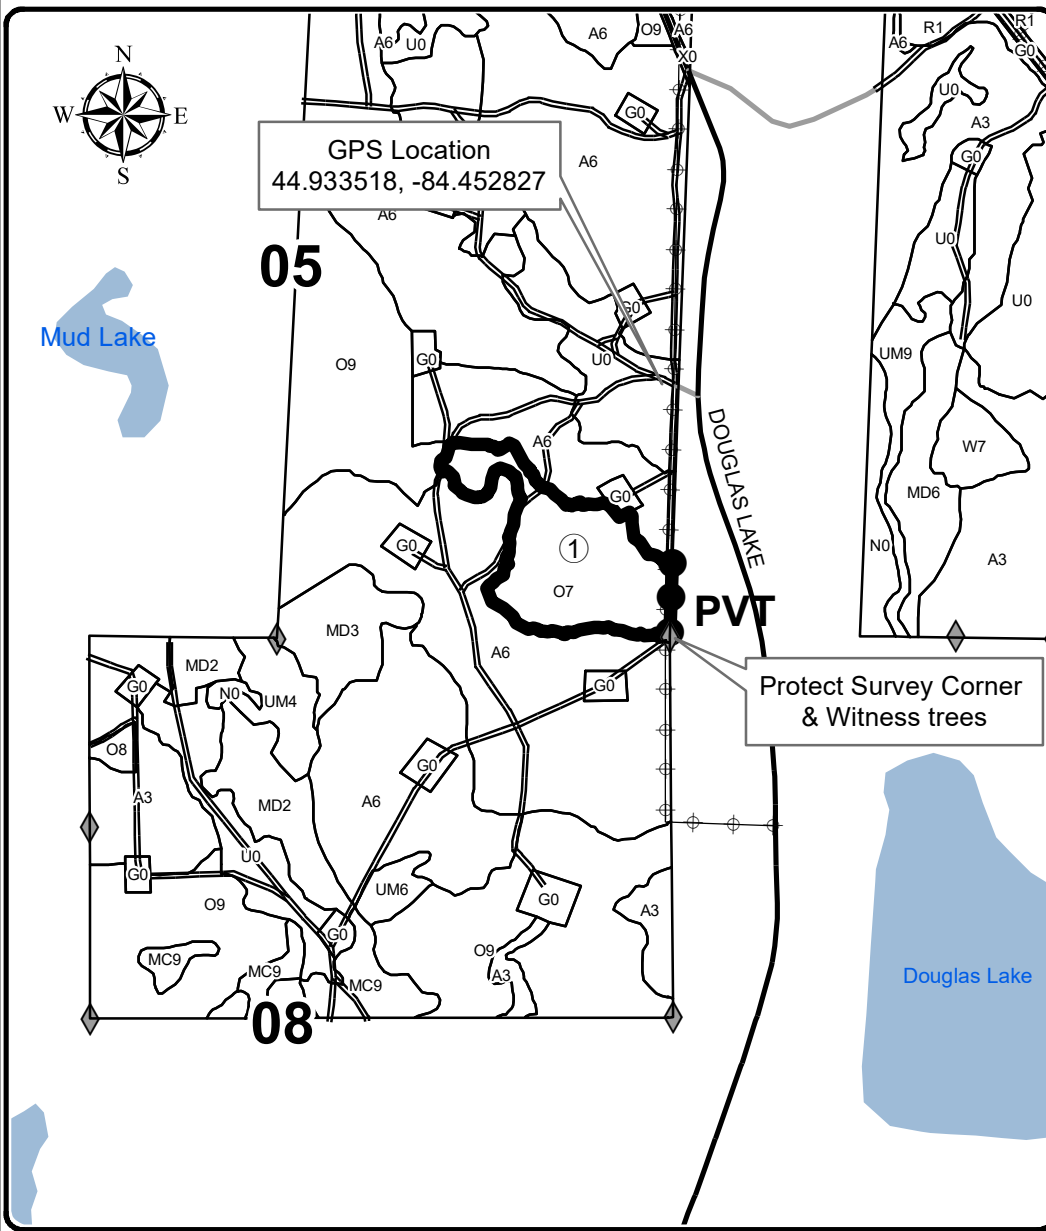 A6
U0
A6
O9
A6
X0
A6
R1
R1
G0
N
W
E
S
U0
G0
A3
G0
GPS Location
44.933518, -84.452827
A6
A6
05
U0
U0
G0
Mud Lake
O9
G0
U0
UM9
DOUGLAS LAKE
A6
W7
G0
MD6
G0
1
N0
A3
O7
PVT
MD3
A6
MD2
G0
N0
UM4
G0
Protect Survey Corner
& Witness trees
O8
G0
A3
MD2
A6
U0
G0
UM6
G0
O9
A3
G0
O9
MC9
MC9
A3
MC9
Douglas Lake
08